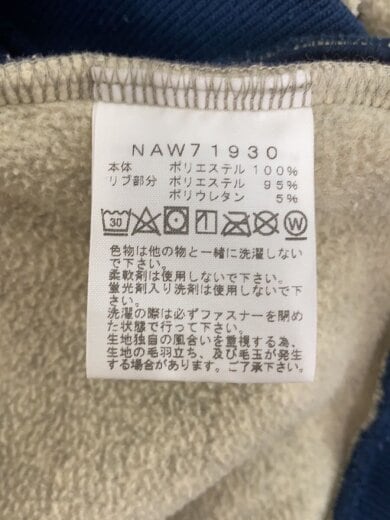 NAW71930
本体 ポリエステル 100%
リブ部分 ポリエステル 95%
ポリウレタン 5%
30 W
色物は他の物と一緒に洗濯しない
で下さい。
柔軟剤は使用しないで下さい。
蛍光剤入り洗剤は使用しないで下
さい。
洗濯の際は必ずファスナーを閉め
た状態で行って下さい。
生地独自の風合いを重視する為、
生地の毛羽立ち、及び毛玉が発生
する場合があります。ご了承下さい。